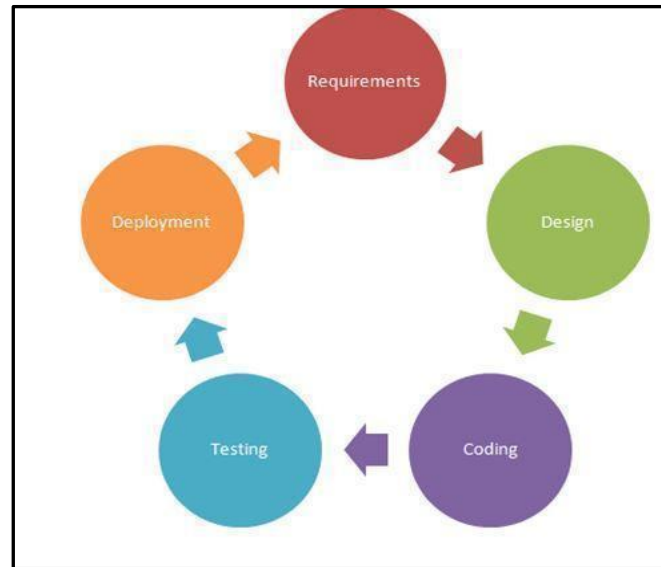 Requirements
Design
Coding
Testing
Deployment